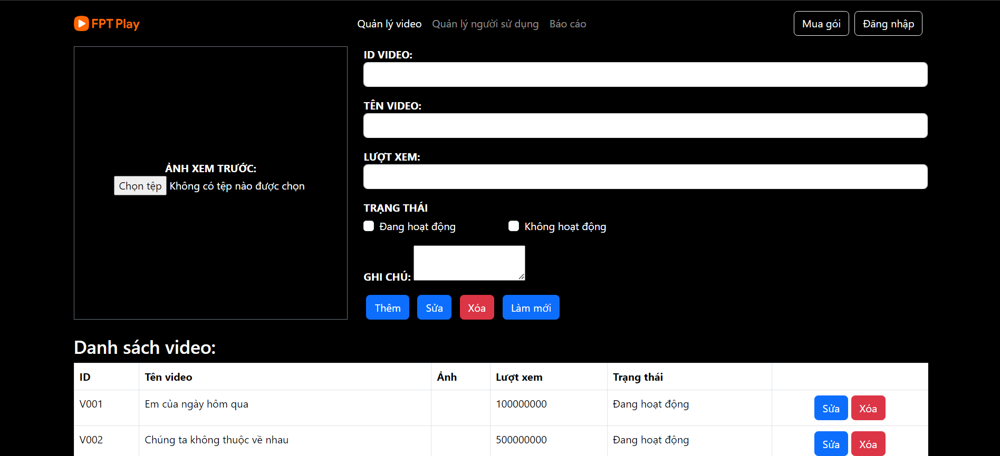 FPT Play Quản lý video Quản lý người sử dụng Báo cáo Mua gói Đăng nhập
ẢNH XEM TRƯỚC:
Chọn tệp Không có tệp nào được chọn
ID VIDEO:
TÊN VIDEO:
LƯỢT XEM:
TRẠNG THÁI
Đang hoạt động Không hoạt động
GHI CHÚ:
Thêm Sửa Xóa Làm mới
Danh sách video:
ID Tên video Ảnh Lượt xem Trạng thái
V001 Em của ngày hôm qua 100000000 Đang hoạt động Sửa Xóa
V002 Chúng ta không thuộc về nhau 500000000 Đang hoạt động Sửa Xóa